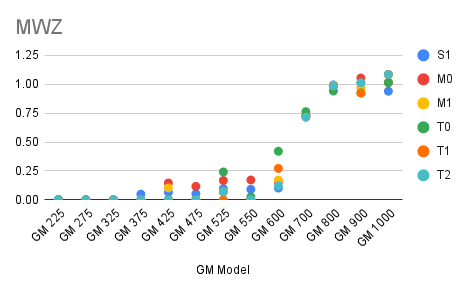 MWZ
1.25
1.00
0.75
0.50
0.25
0.00
GM 225
GM 275
GM 325
GM 375
GM 425
GM 475
GM 525
GM 550
GM 600
GM 700
GM 800
GM 900
GM 1000
GM Model
S1
M0
M1
T0
T1
T2